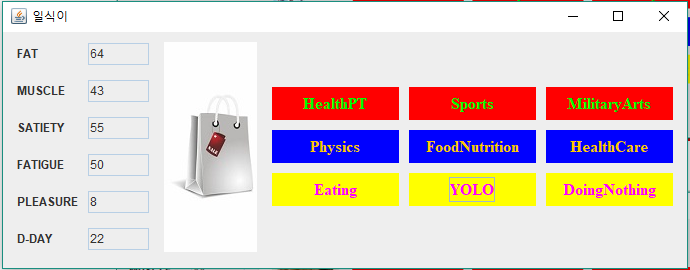 일식이
FAT 64
MUSCLE 43
SATIETY 55
FATIGUE 50
PLEASURE 8
D-DAY 22
HealthPT Sports MilitaryArts
Physics FoodNutrition HealthCare
Eating YOLO DoingNothing